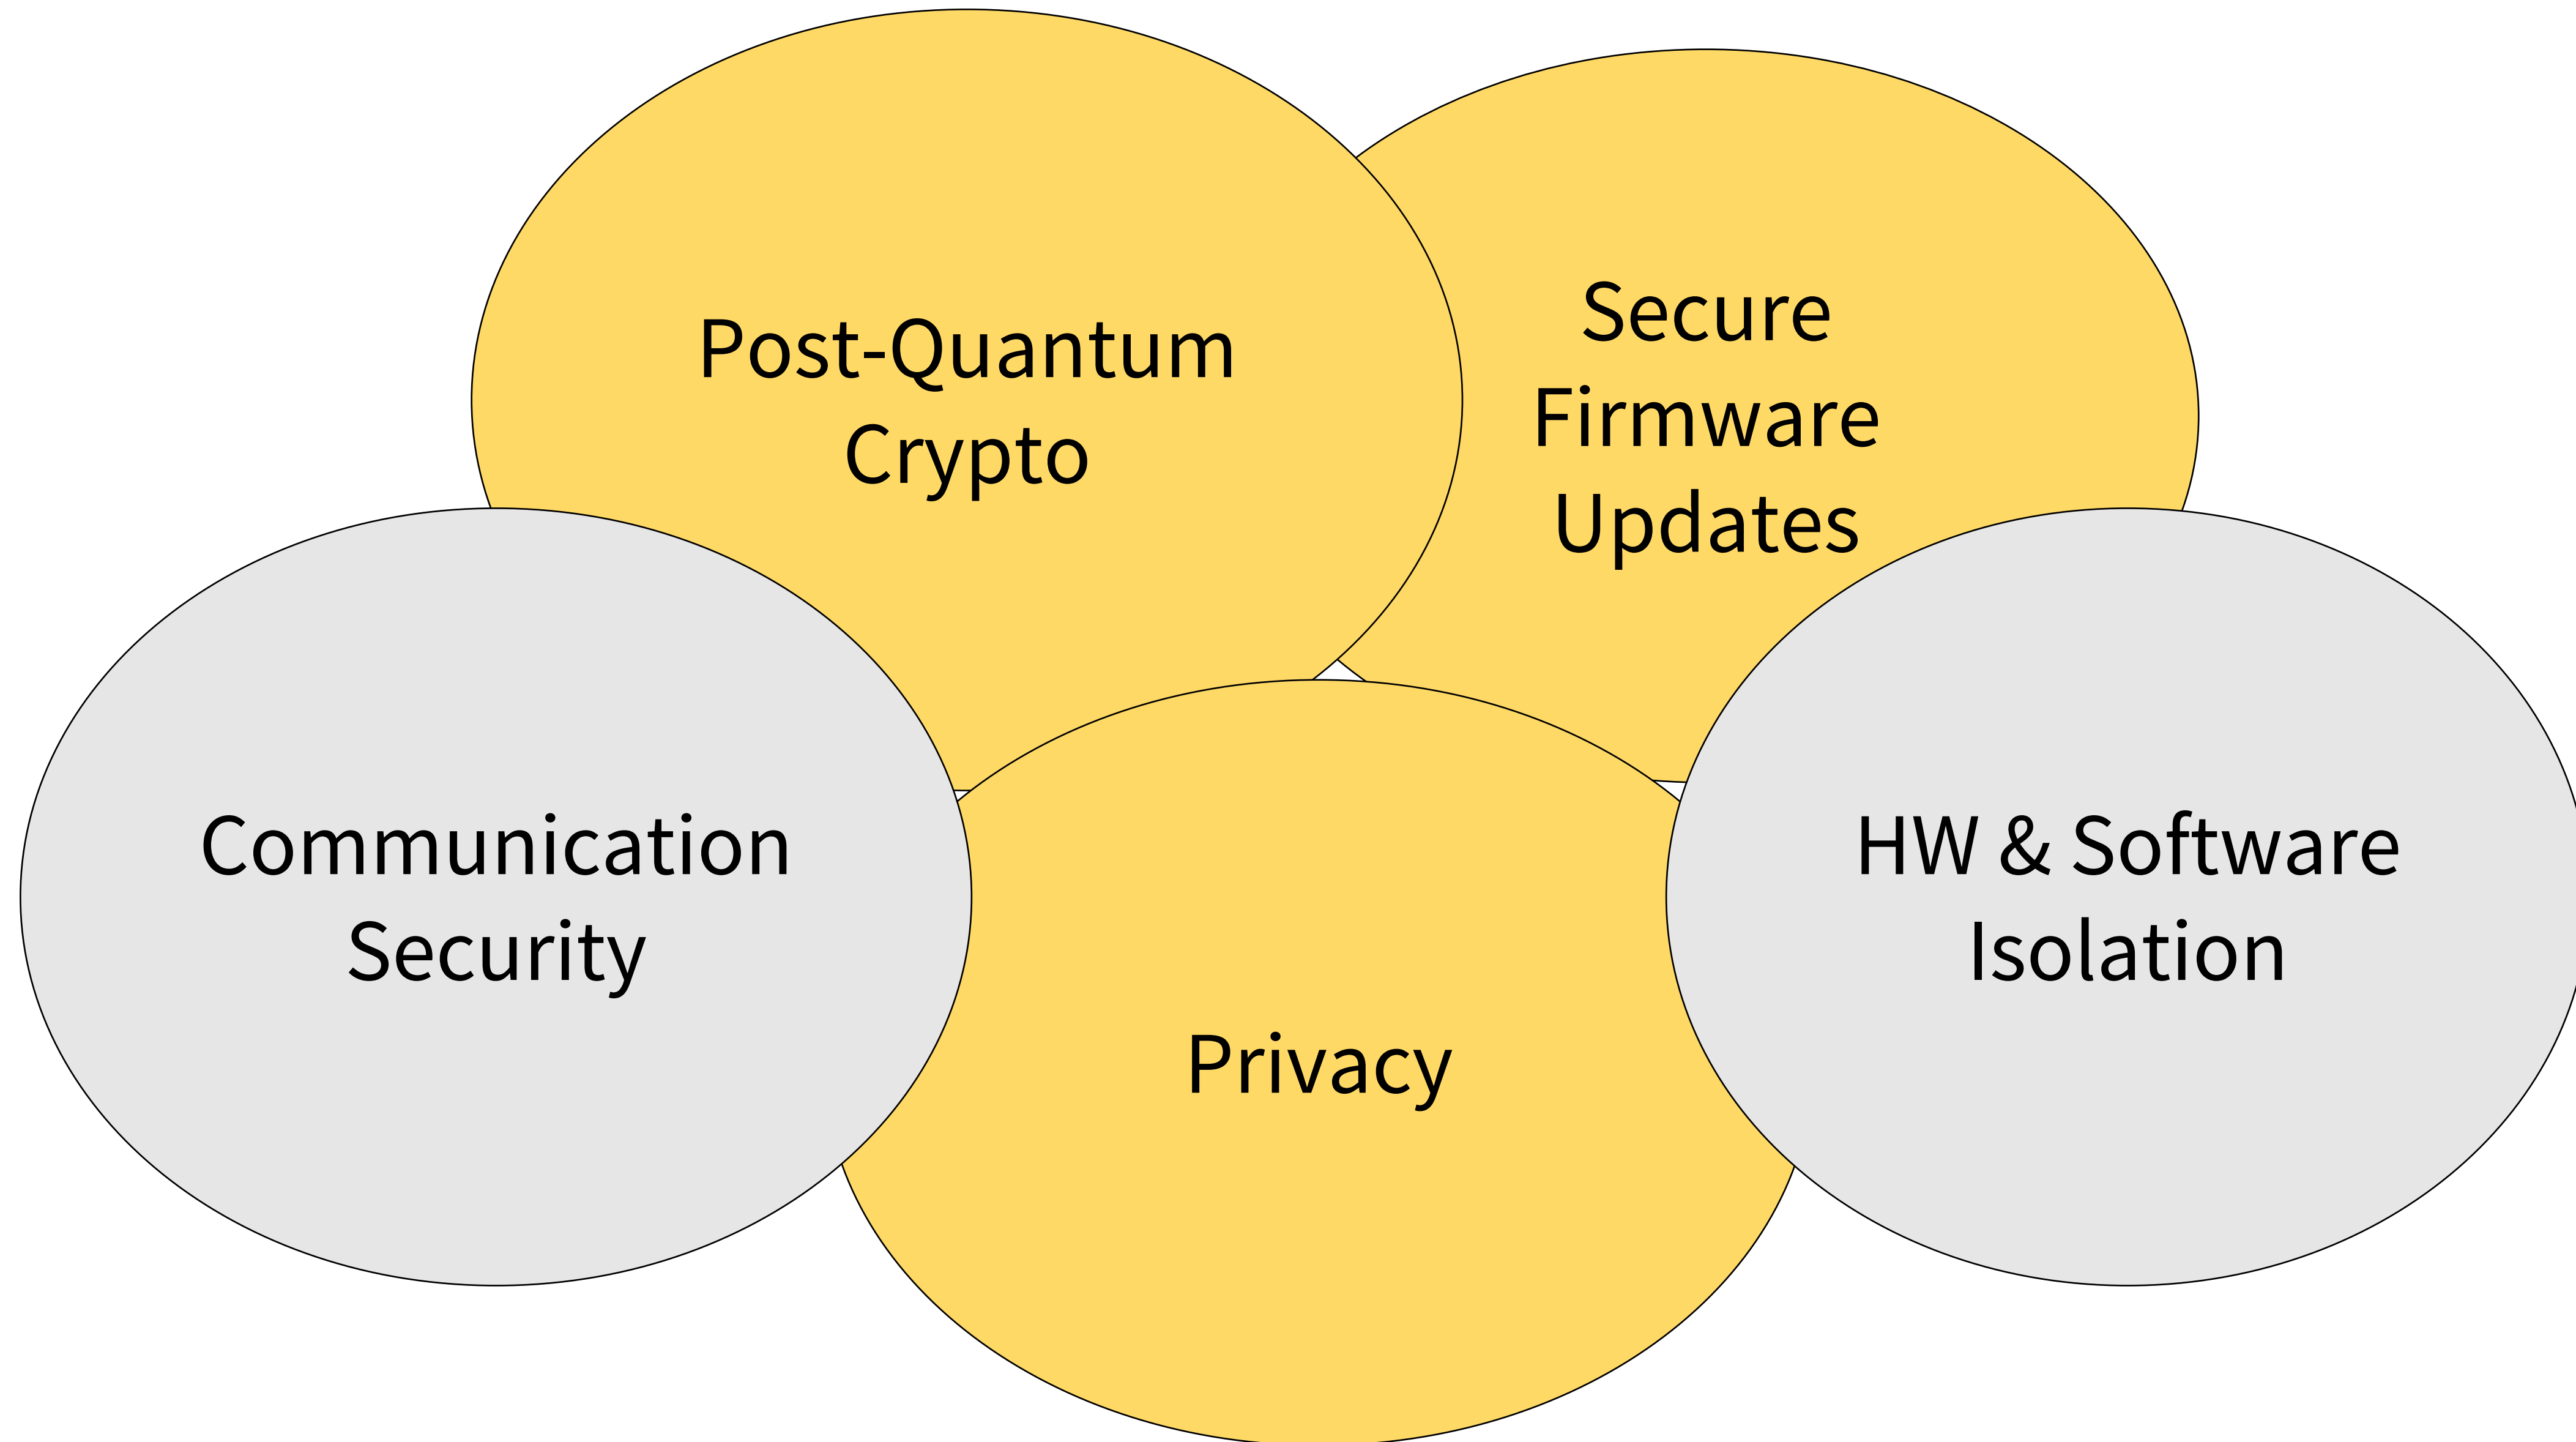 Post-Quantum
Crypto
Secure
Firmware
Updates
Communication
Security
HW & Software
Isolation
Privacy